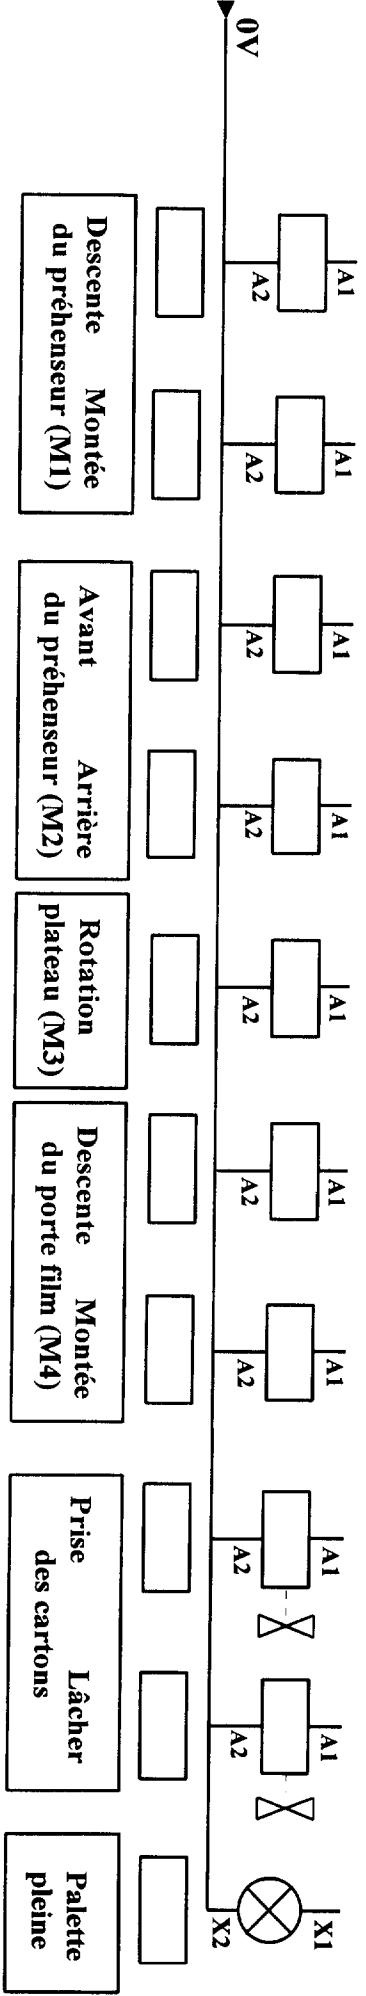 A1 A1 A1 A1 A1 A1 A1 A1 A1 X1
A2 A2 A2 A2 A2 A2 A2 A2 A2 X2
0V
Descente Montée
du préhenseur (M1)
Avant Arrière
du préhenseur (M2)
Rotation
plateau (M3)
Descente Montée
du porte film (M4)
Prise Lâcher
des cartons
Palette
pleine